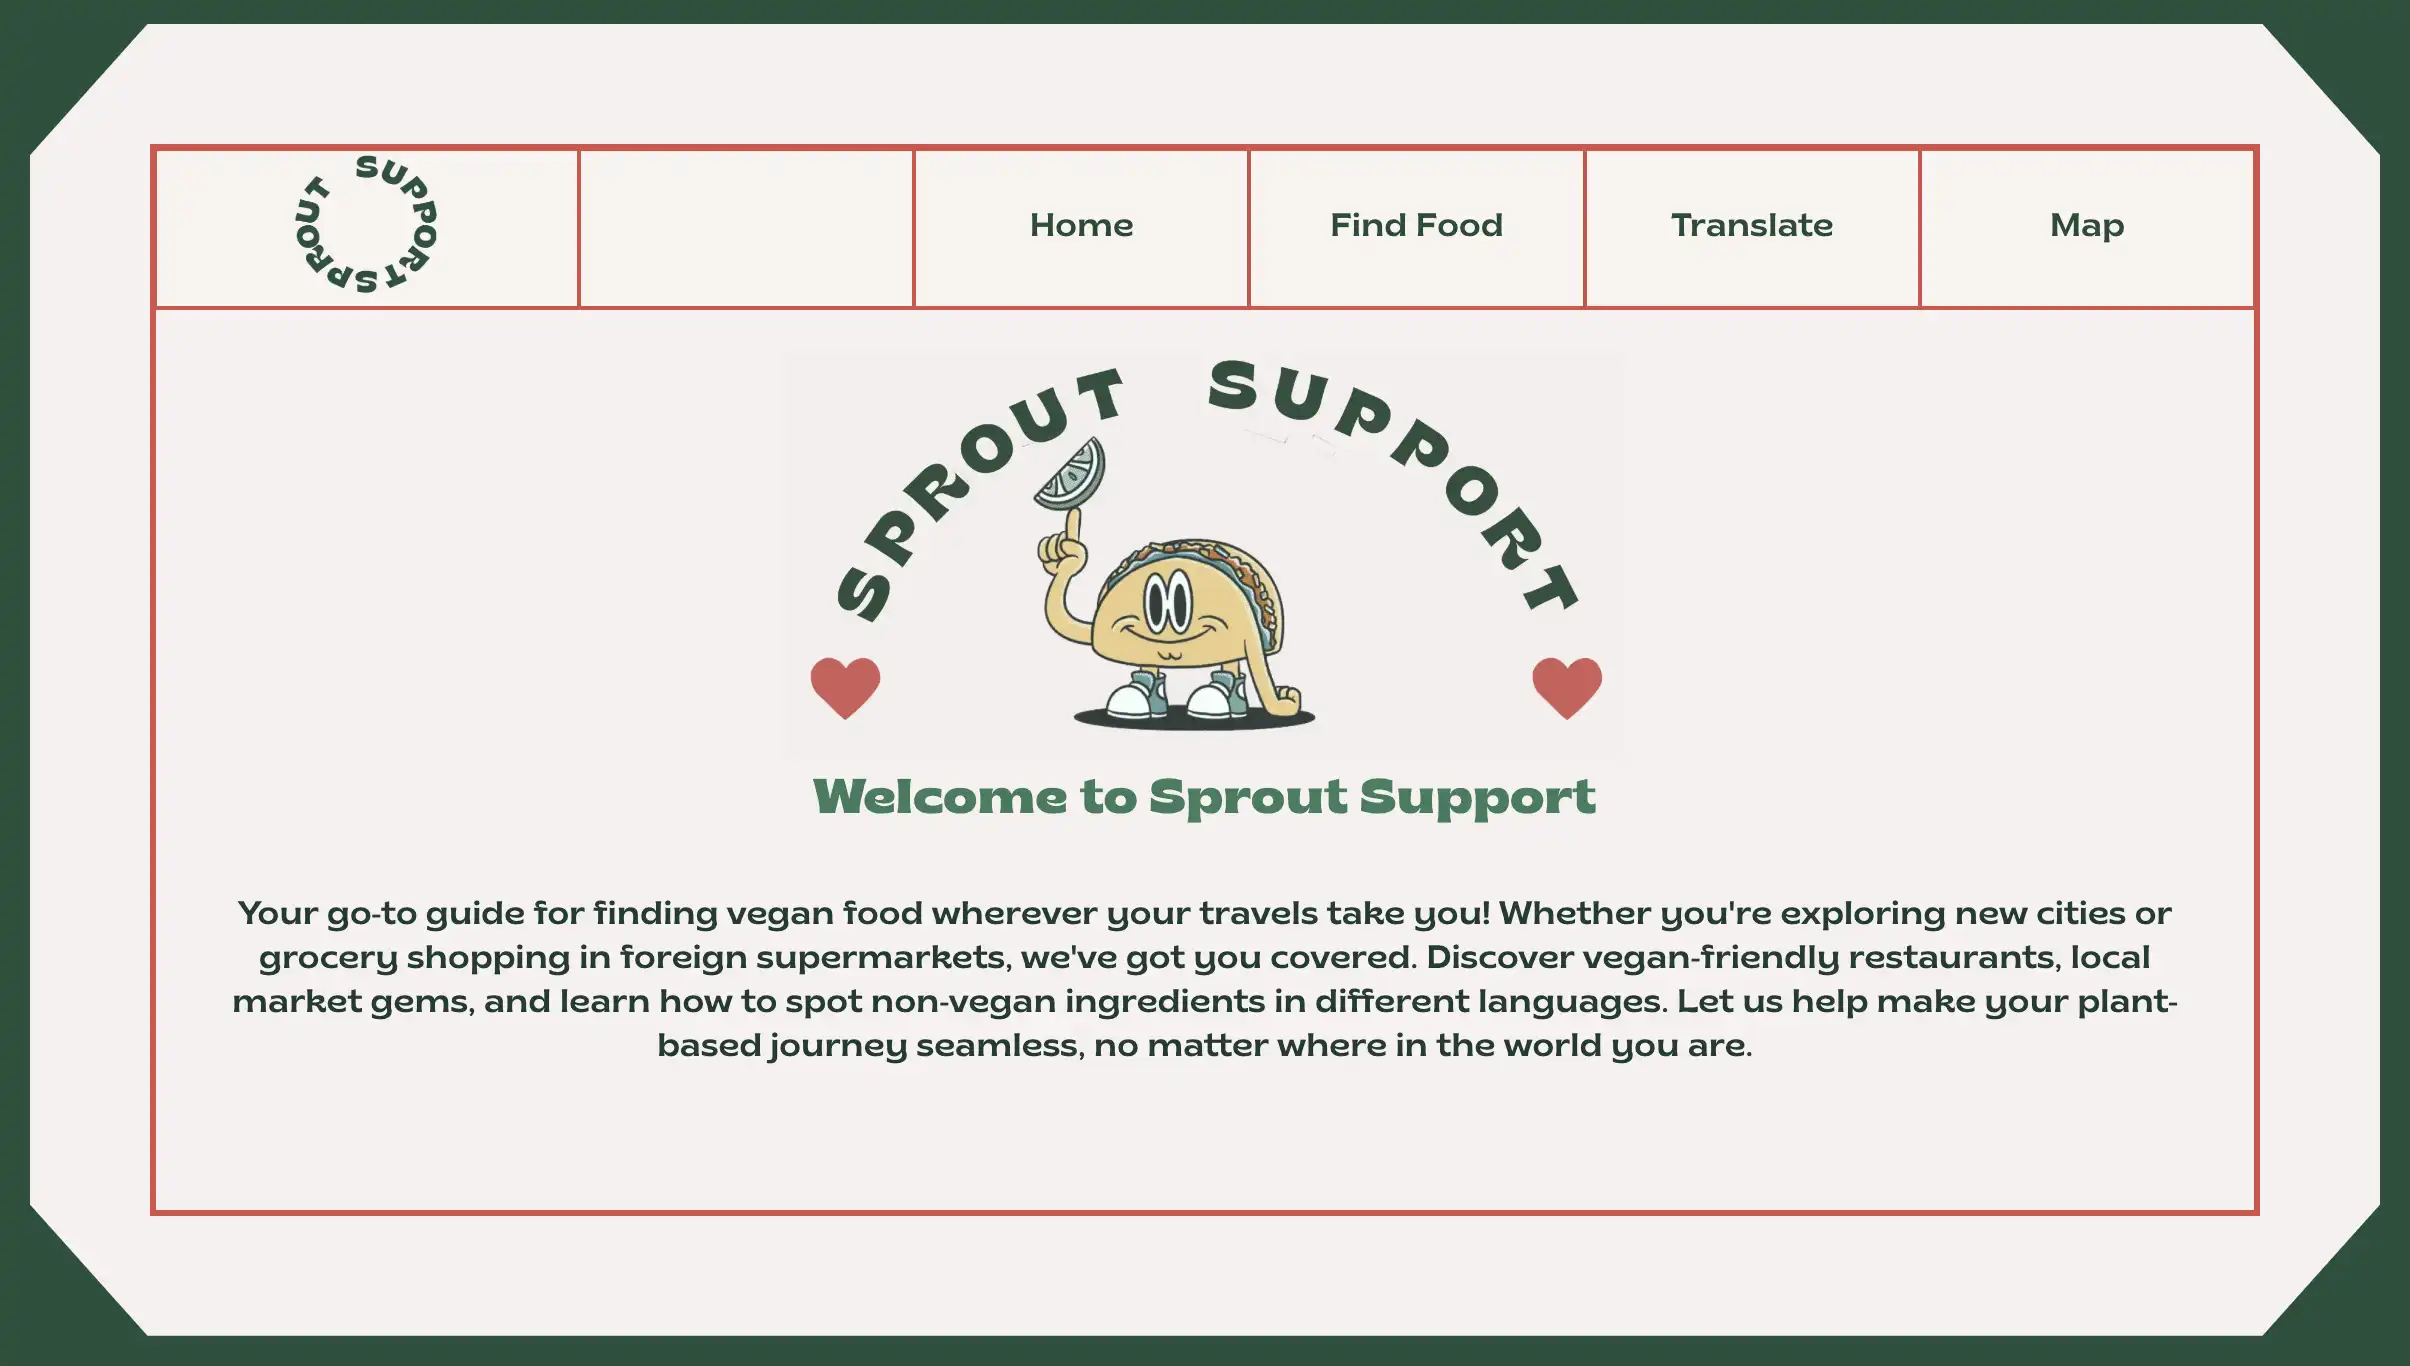 SPROUT SUPPORT
Home
Find Food
Translate
Map
SPROUT SUPPORT
Welcome to Sprout Support
Your go-to guide for finding vegan food wherever your travels take you! Whether you're exploring new cities or
grocery shopping in foreign supermarkets, we've got you covered. Discover vegan-friendly restaurants, local
market gems, and learn how to spot non-vegan ingredients in different languages. Let us help make your plant-
based journey seamless, no matter where in the world you are.